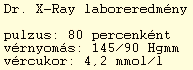 Dr. X-Ray laboreredmény
pulzus: 80 percenként
vérnyomás: 145/90 Hgmm
vércukor: 4,2 mmol/l